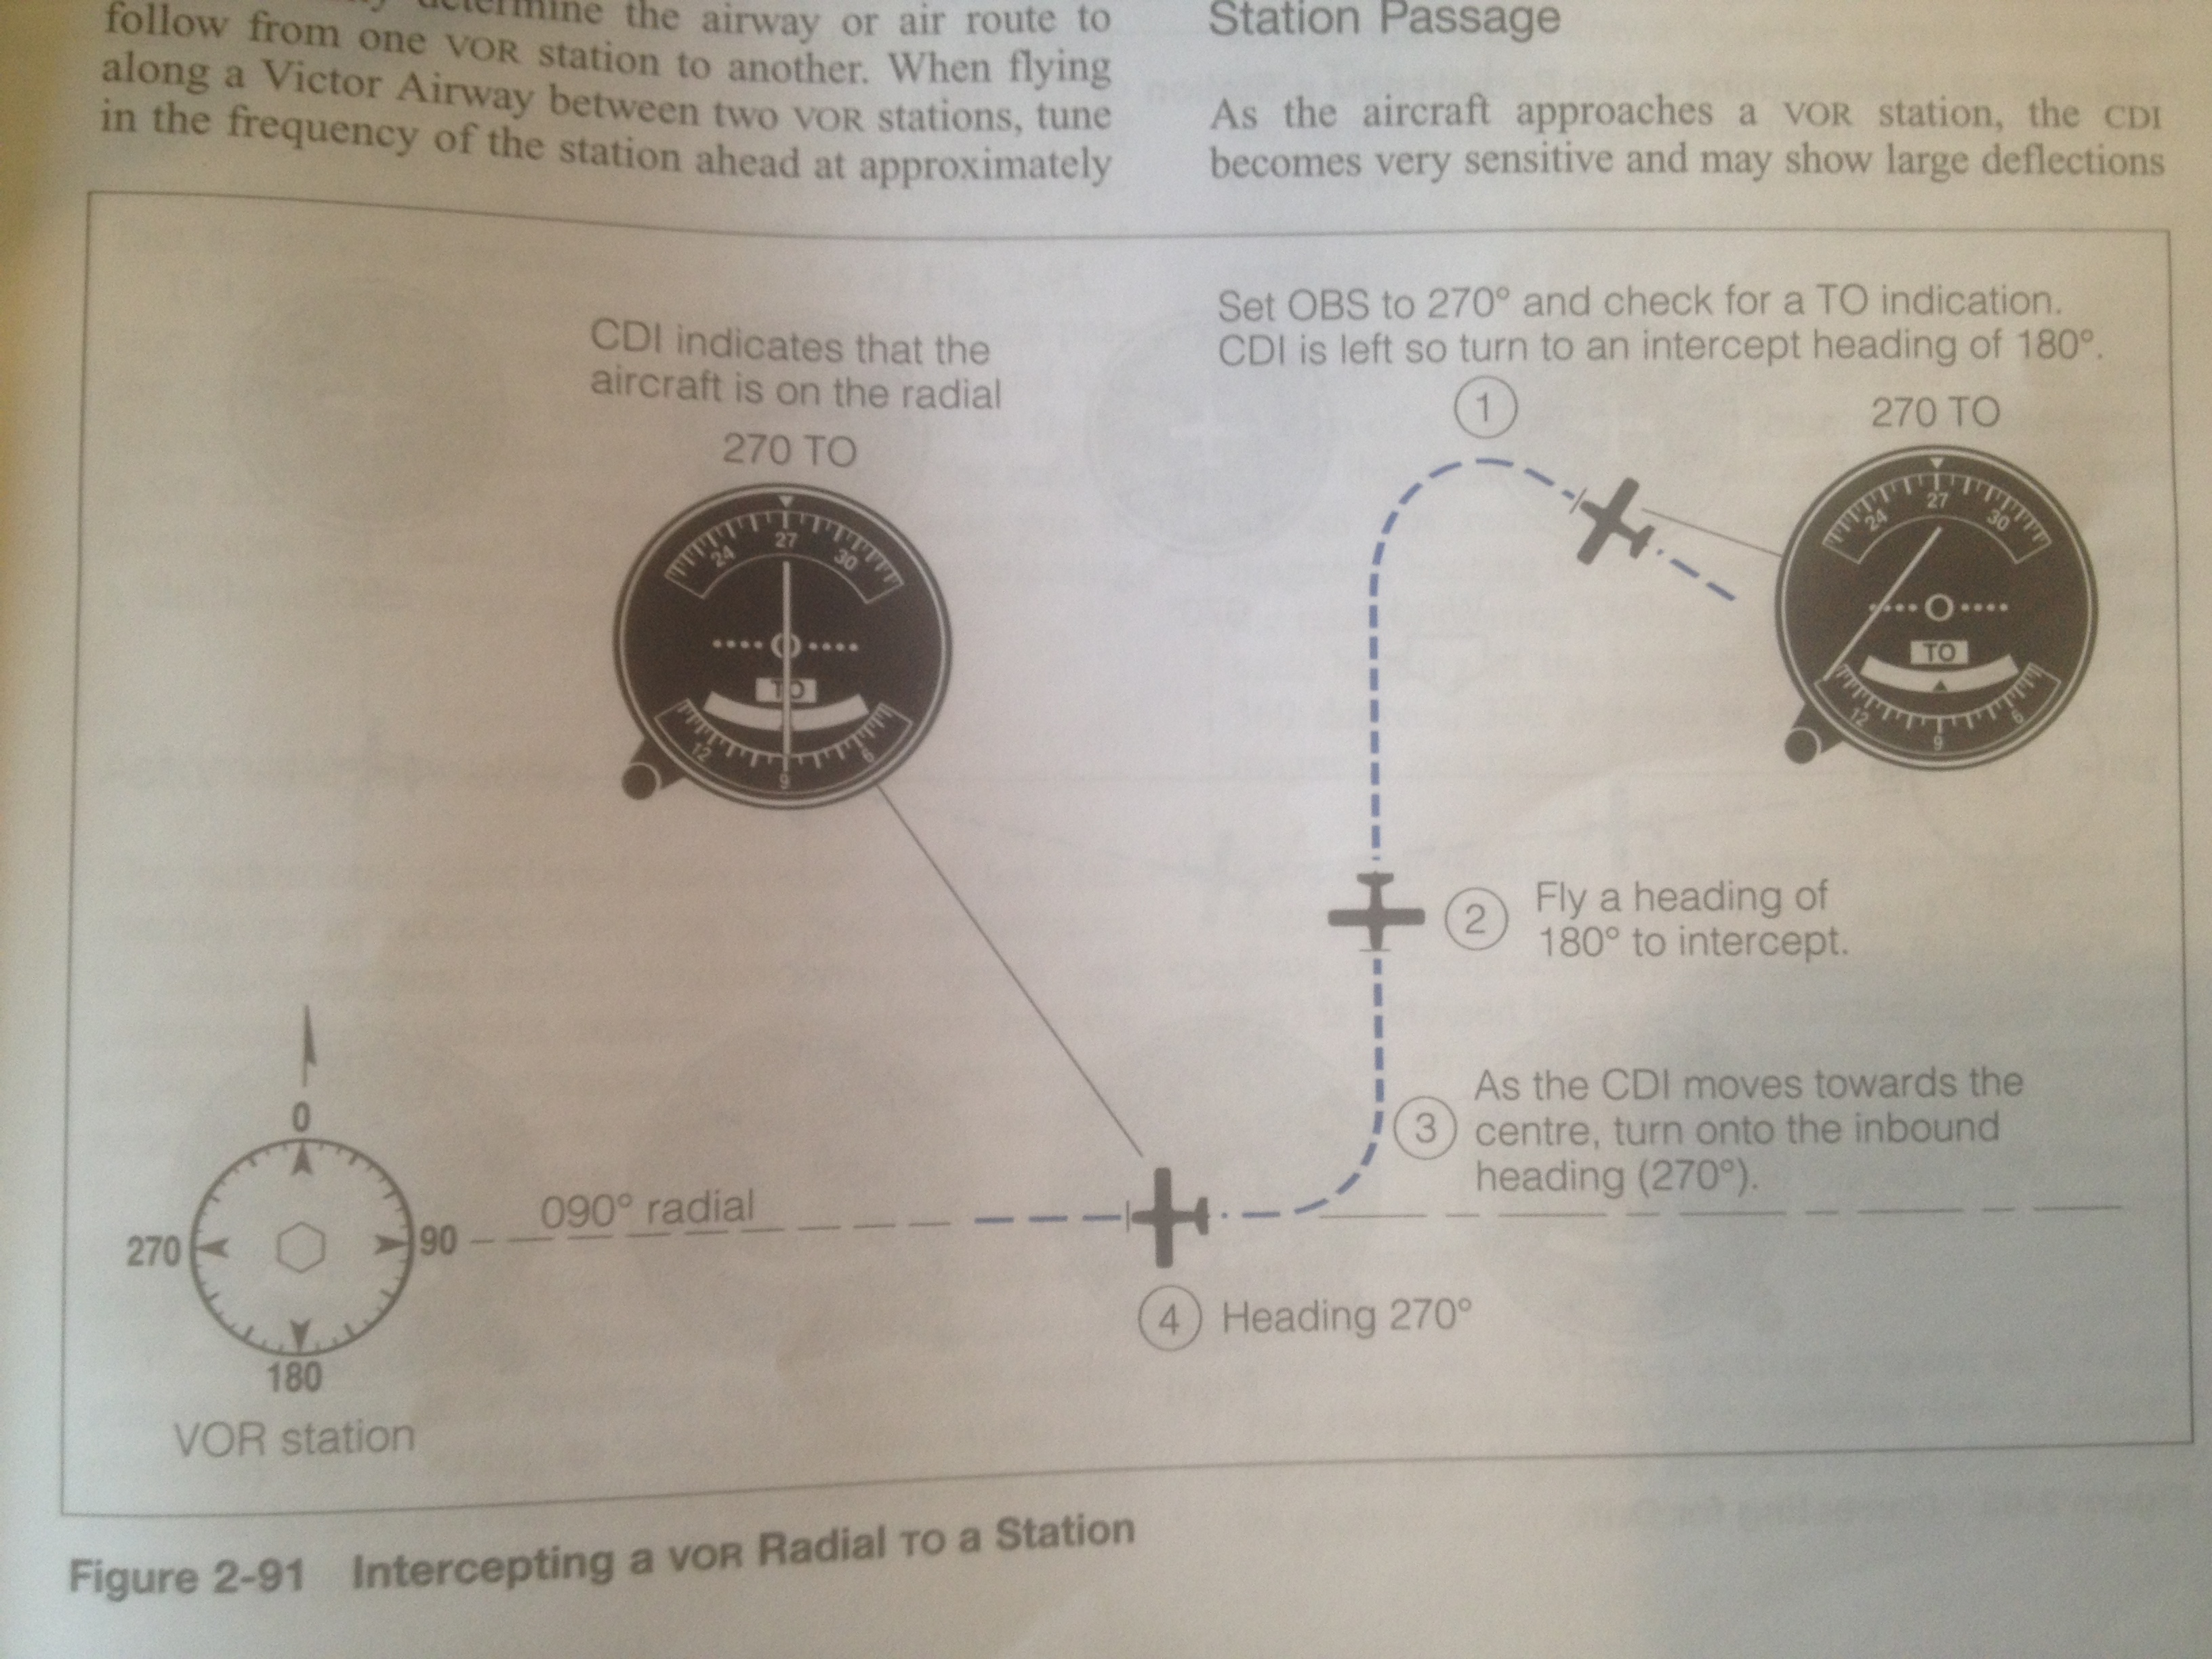 determine the airway or air route to
follow from one VOR station to another. When flying
along a Victor Airway between two VOR stations, tune
in the frequency of the station ahead at approximately
Station Passage
As the aircraft approaches a VOR station, the CDI
becomes very sensitive and may show large deflections
CDI indicates that the
aircraft is on the radial
270 TO
24
27
30
TO
12
9
6
Set OBS to 270° and check for a TO indication.
CDI is left so turn to an intercept heading of 180°.
1
270 TO
24
27
30
TO
12
9
6
2 Fly a heading of
180° to intercept.
As the CDI moves towards the
3 centre, turn onto the inbound
heading (270°).
4 Heading 270°
0
270
90
180
090° radial
VOR station
Figure 2-91 Intercepting a VOR Radial TO a Station